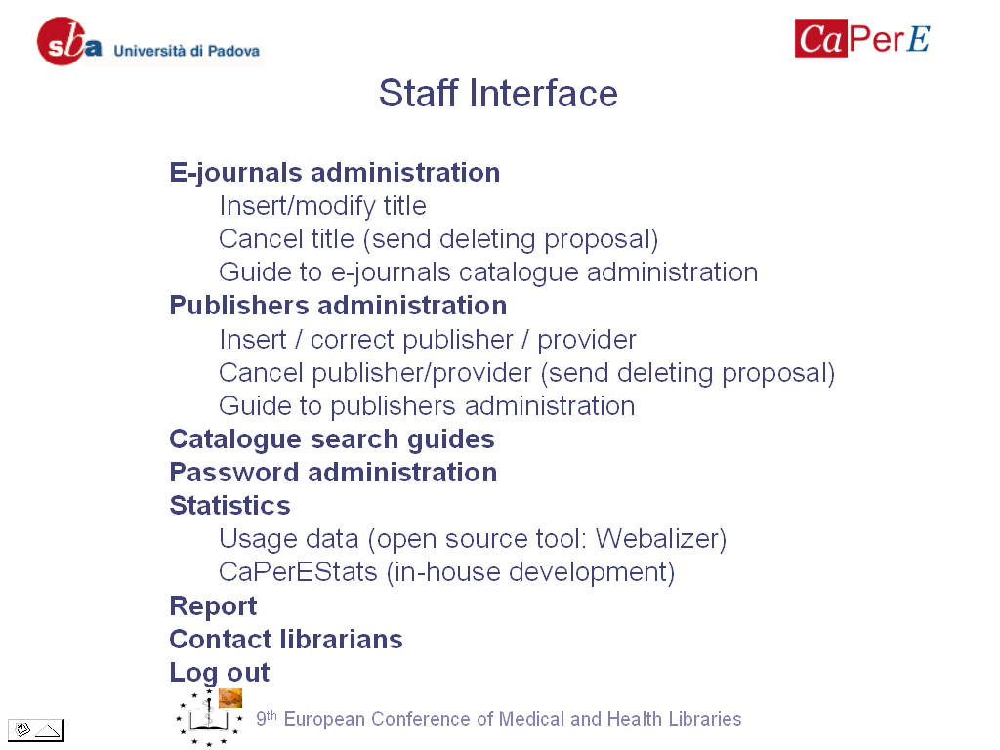 sba Università di Padova
CaPerE
Staff Interface
E-journals administration
Insert/modify title
Cancel title (send deleting proposal)
Guide to e-journals catalogue administration
Publishers administration
Insert / correct publisher / provider
Cancel publisher/provider (send deleting proposal)
Guide to publishers administration
Catalogue search guides
Password administration
Statistics
Usage data (open source tool: Webalizer)
CaPerEStats (in-house development)
Report
Contact librarians
Log out
9th European Conference of Medical and Health Libraries